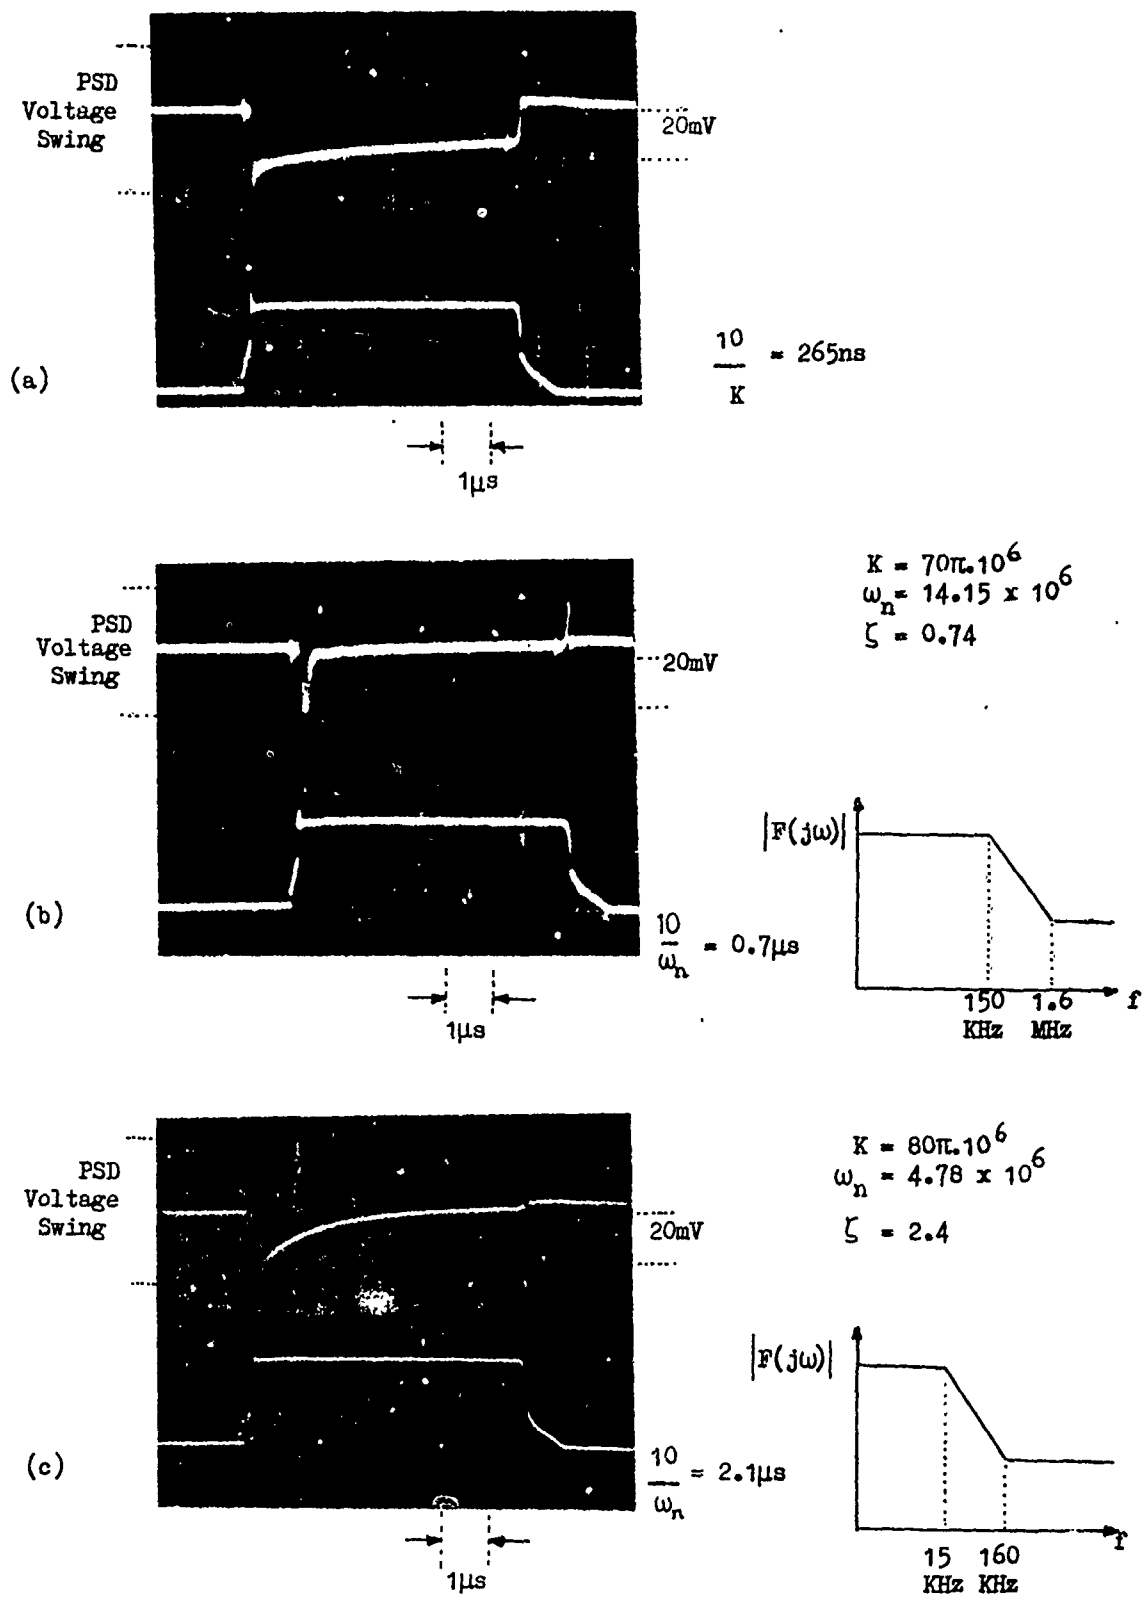 PSD
Voltage
Swing
20mV
10
K
= 265ns
(a)
1μs
K = 70π.10⁶
ωn= 14.15 x 10⁶
ζ = 0.74
PSD
Voltage
Swing
20mV
|F(jω)|
(b)
10
ωn
= 0.7μs
150
KHz
1.6
MHz
f
1μs
K = 80π.10⁶
ωn = 4.78 x 10⁶
ζ = 2.4
PSD
Voltage
Swing
20mV
|F(jω)|
(c)
10
ωn
= 2.1μs
f
15
KHz
160
KHz
1μs